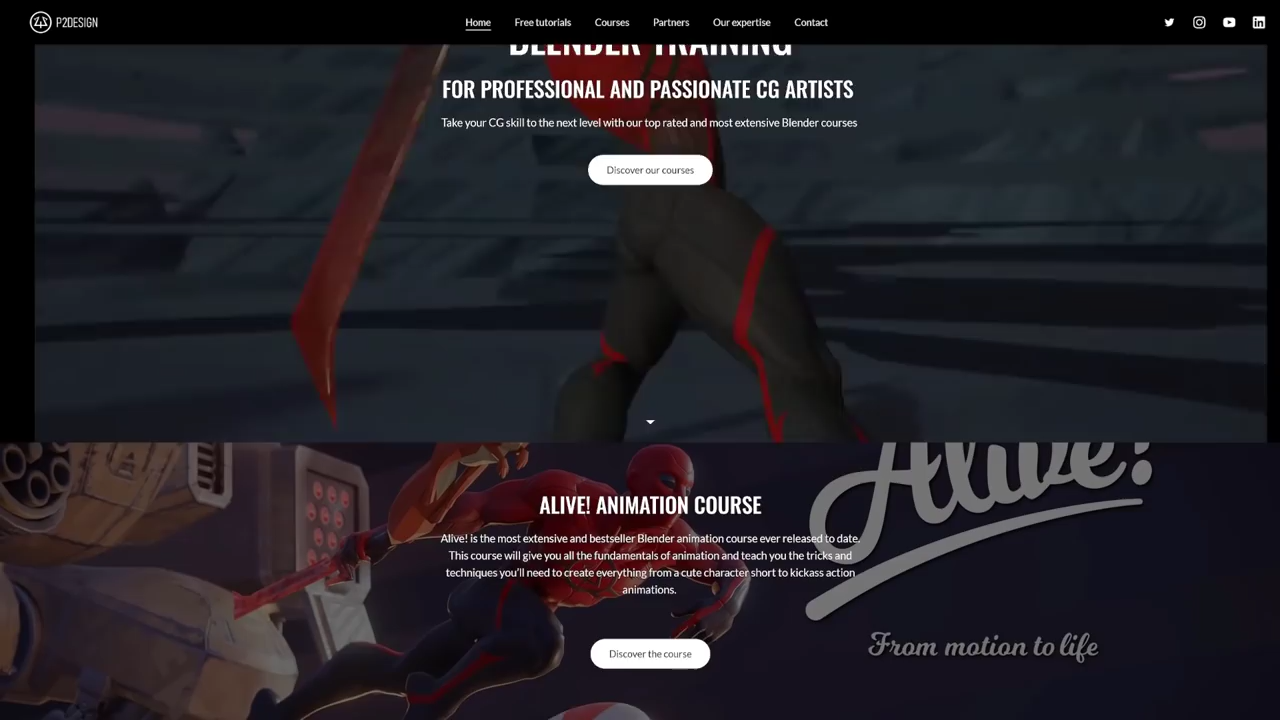 P2DESIGN
Home
Free tutorials
Courses
Partners
Our expertise
Contact
BLENDER TRAINING
FOR PROFESSIONAL AND PASSIONATE CG ARTISTS
Take your CG skill to the next level with our top rated and most extensive Blender courses
Discover our courses
Alive!
ALIVE! ANIMATION COURSE
Alive! is the most extensive and bestseller Blender animation course ever released to date.
This course will give you all the fundamentals of animation and teach you the tricks and
techniques you'll need to create everything from a cute character short to kickass action
animations.
From motion to life
Discover the course